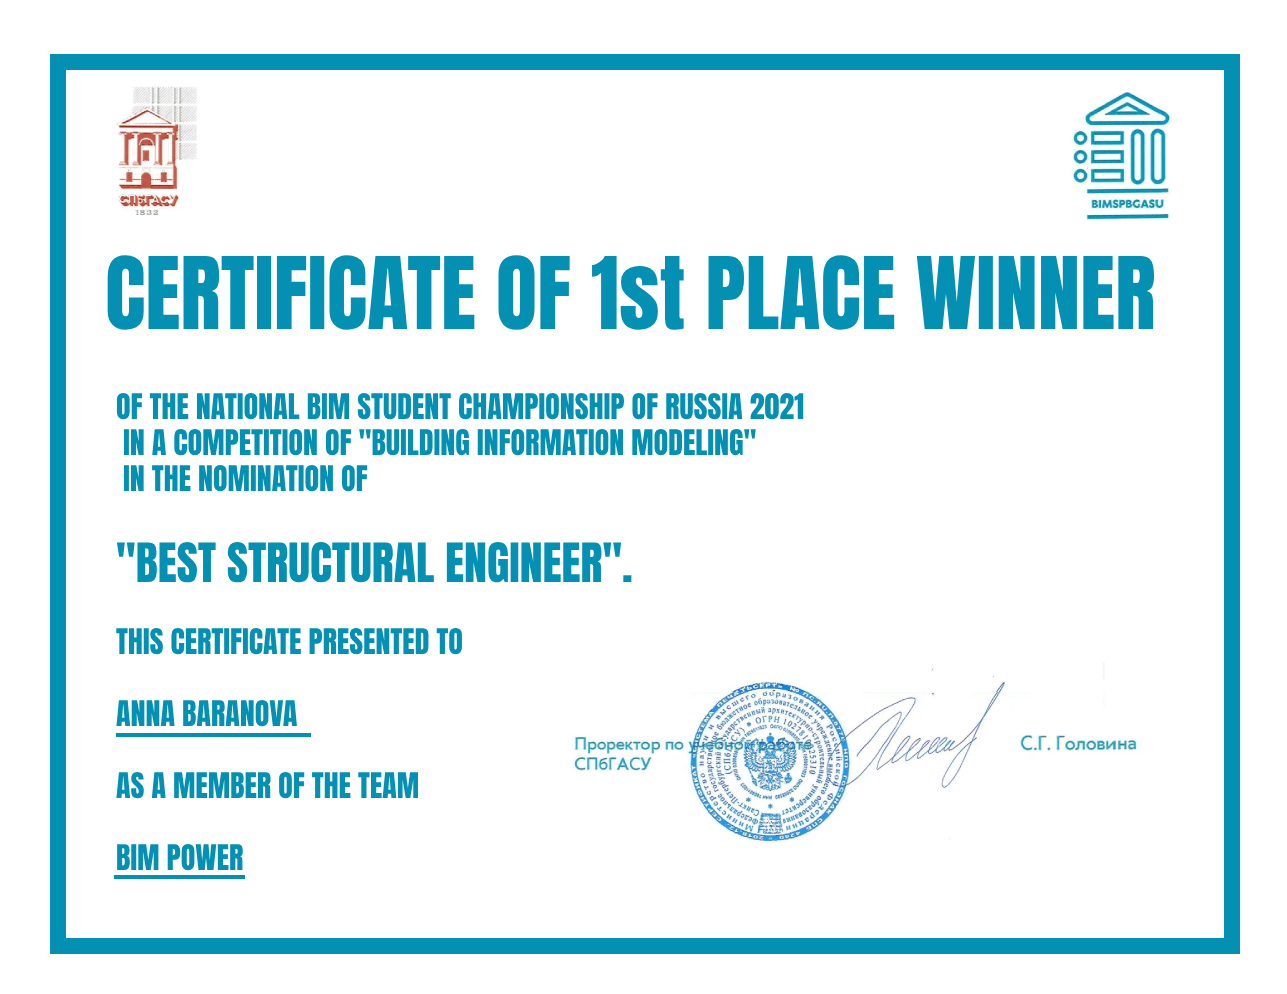 СПбГАСУ
1832
BIMSPBGASU
CERTIFICATE OF 1st PLACE WINNER
OF THE NATIONAL BIM STUDENT CHAMPIONSHIP OF RUSSIA 2021
IN A COMPETITION OF "BUILDING INFORMATION MODELING"
IN THE NOMINATION OF
"BEST STRUCTURAL ENGINEER".
THIS CERTIFICATE PRESENTED TO
ANNA BARANOVA
AS A MEMBER OF THE TEAM
BIM POWER
Проректор по учебной работе
СПбГАСУ
С.Г. Головина